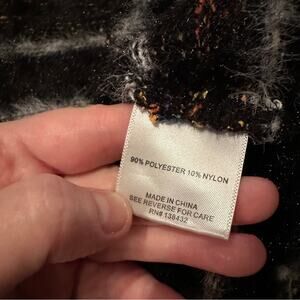 90% POLYESTER 10% NYLON
MADE IN CHINA
SEE REVERSE FOR CARE
RN# 138432